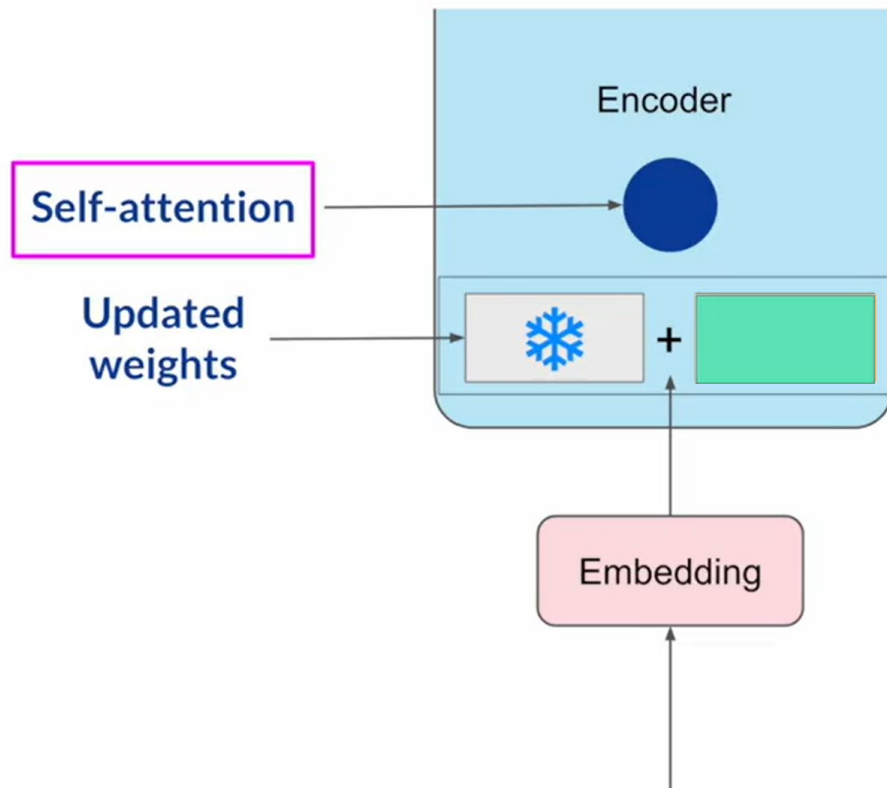 Encoder
Self-attention
Updated
weights
+
Embedding